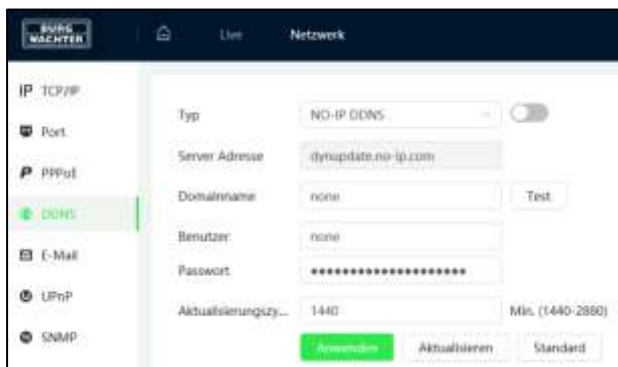 BURG
WÄCHTER
Live Netzwerk
IP TCP/IP
Port
P PPPoE
DDNS
E-Mail
UPnP
SNMP
Typ NO-IP DDNS
Server Adresse dynupdate.no-ip.com
Domainname none Test
Benutzer none
Passwort ••••••••••••••••••••
Aktualisierungszy... 1440 Min. (1440-2880)
Anwenden Aktualisieren Standard